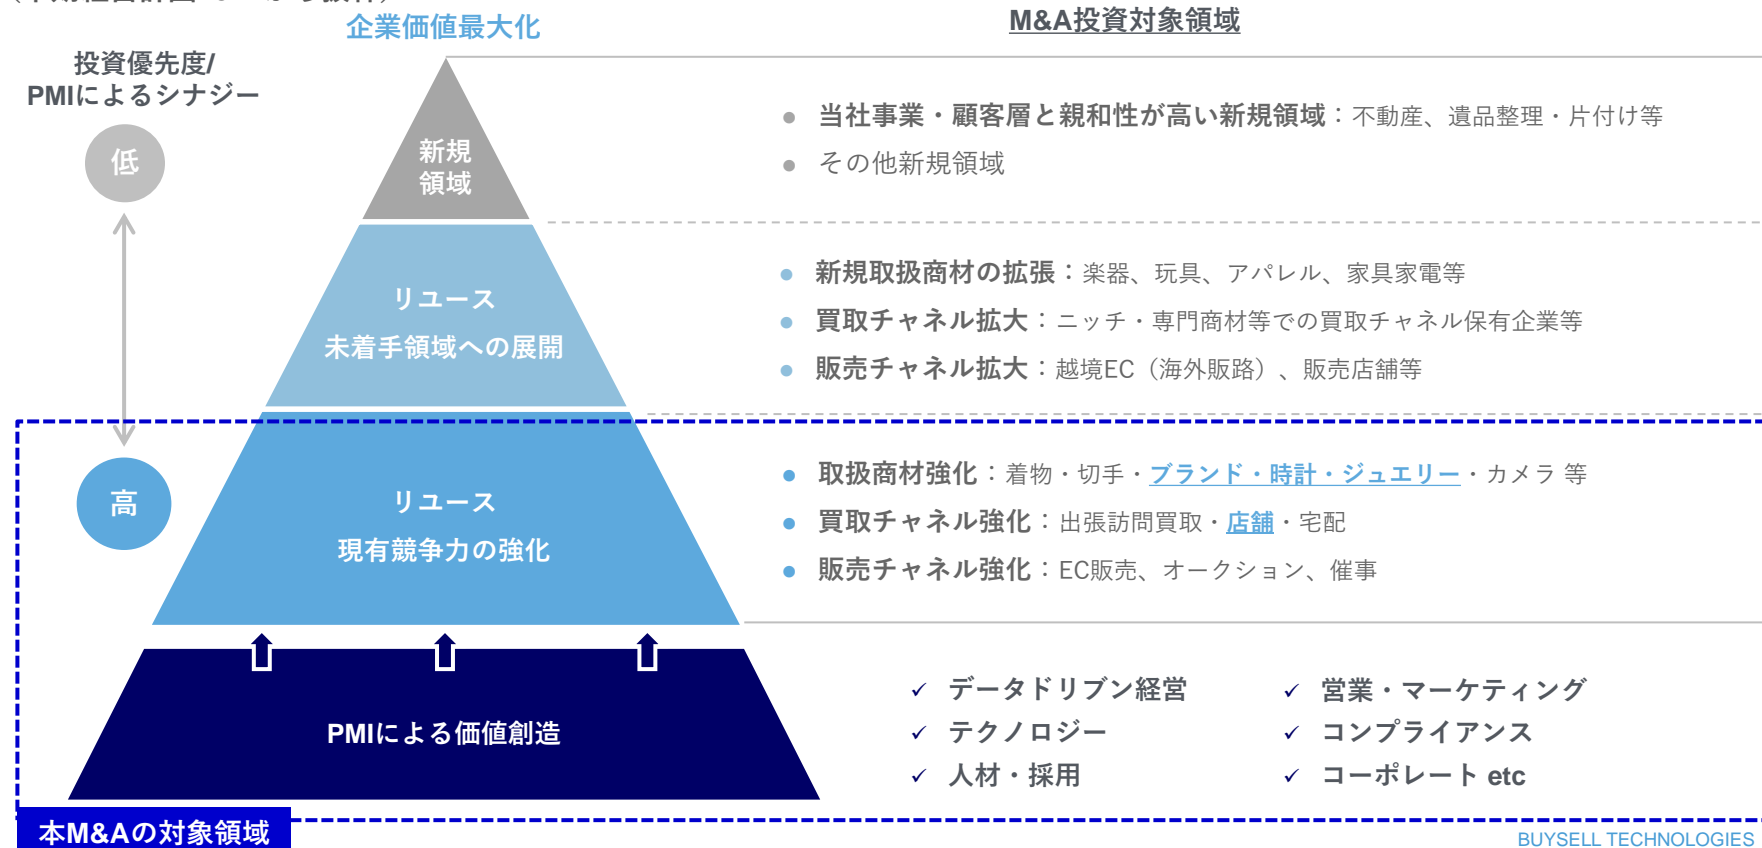 企業価値最大化
M&A投資対象領域
投資優先度/
PMIによるシナジー
低
新規
領域
● 当社事業・顧客層と親和性が高い新規領域：不動産、遺品整理・片付け等
● その他新規領域
リユース
未着手領域への展開
● 新規取扱商材の拡張：楽器、玩具、アパレル、家具家電等
● 買取チャネル拡大：ニッチ・専門商材等での買取チャネル保有企業等
● 販売チャネル拡大：越境EC（海外販路）、販売店舗等
高
リユース
現有競争力の強化
● 取扱商材強化：着物・切手・ブランド・時計・ジュエリー・カメラ 等
● 買取チャネル強化：出張訪問買取・店舗・宅配
● 販売チャネル強化：EC販売、オークション、催事
PMIによる価値創造
✓ データドリブン経営
✓ テクノロジー
✓ 人材・採用
✓ 営業・マーケティング
✓ コンプライアンス
✓ コーポレート etc
本M&Aの対象領域
BUYSELL TECHNOLOGIES